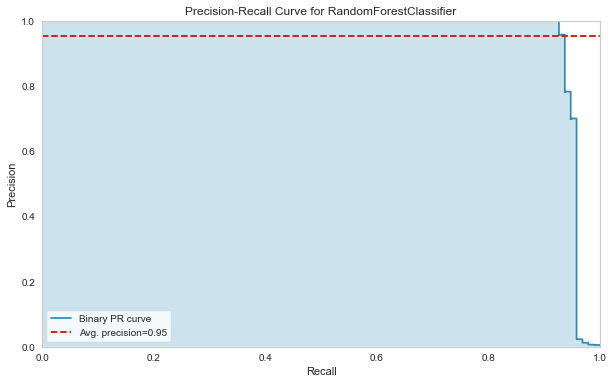 Precision-Recall Curve for RandomForestClassifier
1.0
0.8
0.6
0.4
0.2
0.0
Precision
Binary PR curve
Avg. precision=0.95
0.0 0.2 0.4 0.6 0.8 1.0
Recall